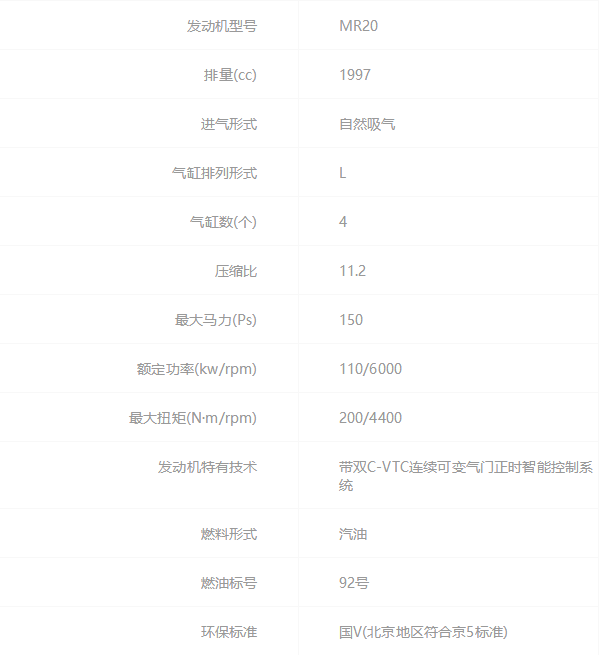 发动机型号 MR20
排量(cc) 1997
进气形式 自然吸气
气缸排列形式 L
气缸数(个) 4
压缩比 11.2
最大马力(Ps) 150
额定功率(kw/rpm) 110/6000
最大扭矩(N·m/rpm) 200/4400
发动机特有技术 带双C-VTC连续可变气门正时智能控制系
统
燃料形式 汽油
燃油标号 92号
环保标准 国V(北京地区符合京5标准)